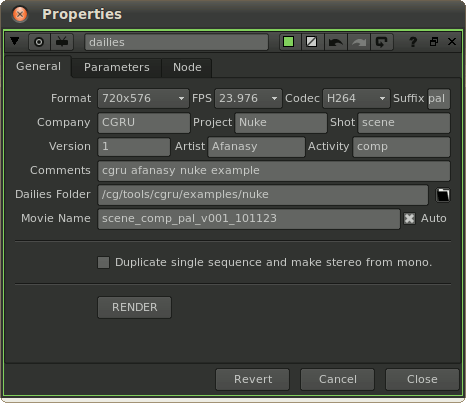 Properties
dailies ?
General Parameters Node
Format 720x576 FPS 23.976 Codec H264 Suffix pal
Company CGRU Project Nuke Shot scene
Version 1 Artist Afanasy Activity comp
Comments cgru afanasy nuke example
Dailies Folder /cg/tools/cgru/examples/nuke
Movie Name scene_comp_pal_v001_101123 Auto
Duplicate single sequence and make stereo from mono.
RENDER
Revert Cancel Close